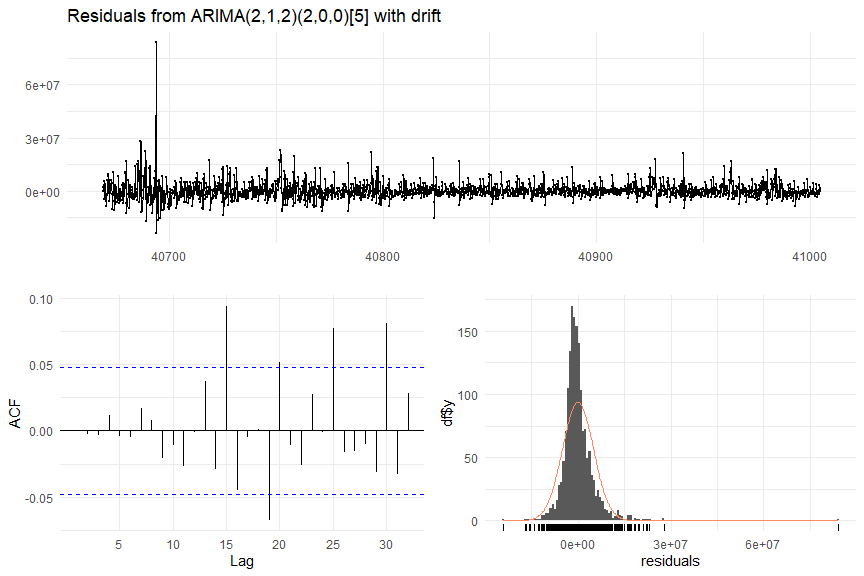 Residuals from ARIMA(2,1,2)(2,0,0)[5] with drift
6e+07
3e+07
0e+00
40700
40800
40900
41000
0.10
0.05
0.00
-0.05
ACF
5
10
15
20
25
30
Lag
150
100
50
0
df$y
0e+00
3e+07
6e+07
residuals